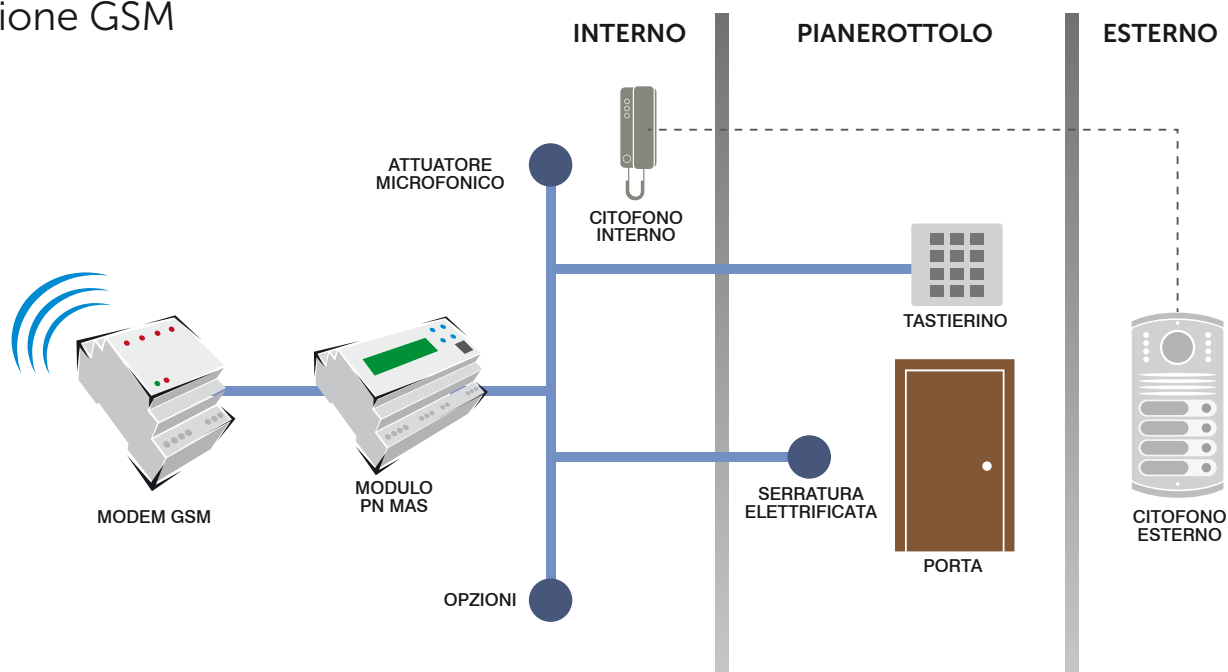 ione GSM
INTERNO
PIANEROTTOLO
ESTERNO
ATTUATORE
MICROFONICO
CITOFONO
INTERNO
TASTIERINO
MODEM GSM
MODULO
PN MAS
SERRATURA
ELETTRIFICATA
PORTA
CITOFONO
ESTERNO
OPZIONI